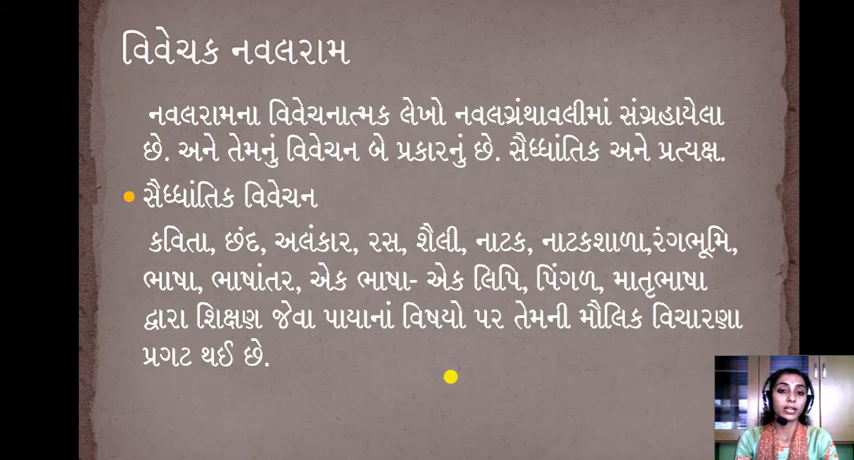 વિવેચક નવલરામ
નવલરામના વિવેચનાત્મક લેખો નવલગ્રંથાવલીમાં સંગ્રહાયેલા
છે. અને તેમનું વિવેચન બે પ્રકારનું છે. સૈધ્ધાંતિક અને પ્રત્યક્ષ.
• સૈધ્ધાંતિક વિવેચન
કવિતા, છંદ, અલંકાર, રસ, શૈલી, નાટક, નાટકશાળા,રંગભૂમિ,
ભાષા, ભાષાંતર, એક ભાષા- એક લિપિ, પિંગળ, માતૃભાષા
દ્વારા શિક્ષણ જેવા પાયાનાં વિષયો પર તેમની મૌલિક વિચારણા
પ્રગટ થઈ છે.